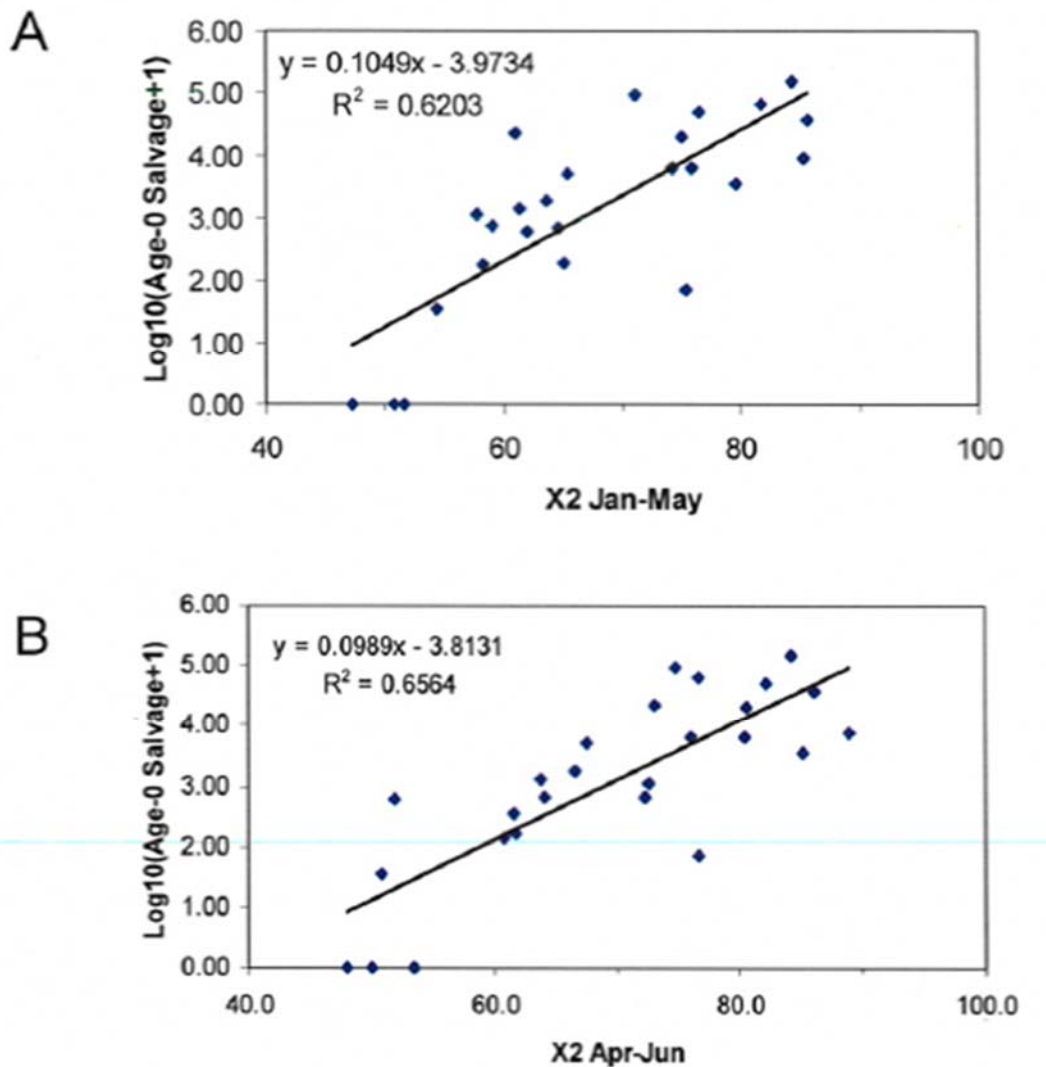 A
6.00
y = 0.1049x - 3.9734
R² = 0.6203
5.00
4.00
3.00
2.00
1.00
0.00
Log10(Age-0 Salvage+1)
40 60 80 100
X2 Jan-May
B
6.00
y = 0.0989x - 3.8131
R² = 0.6564
5.00
4.00
3.00
2.00
1.00
0.00
Log10(Age-0 Salvage+1)
40.0 60.0 80.0 100.0
X2 Apr-Jun